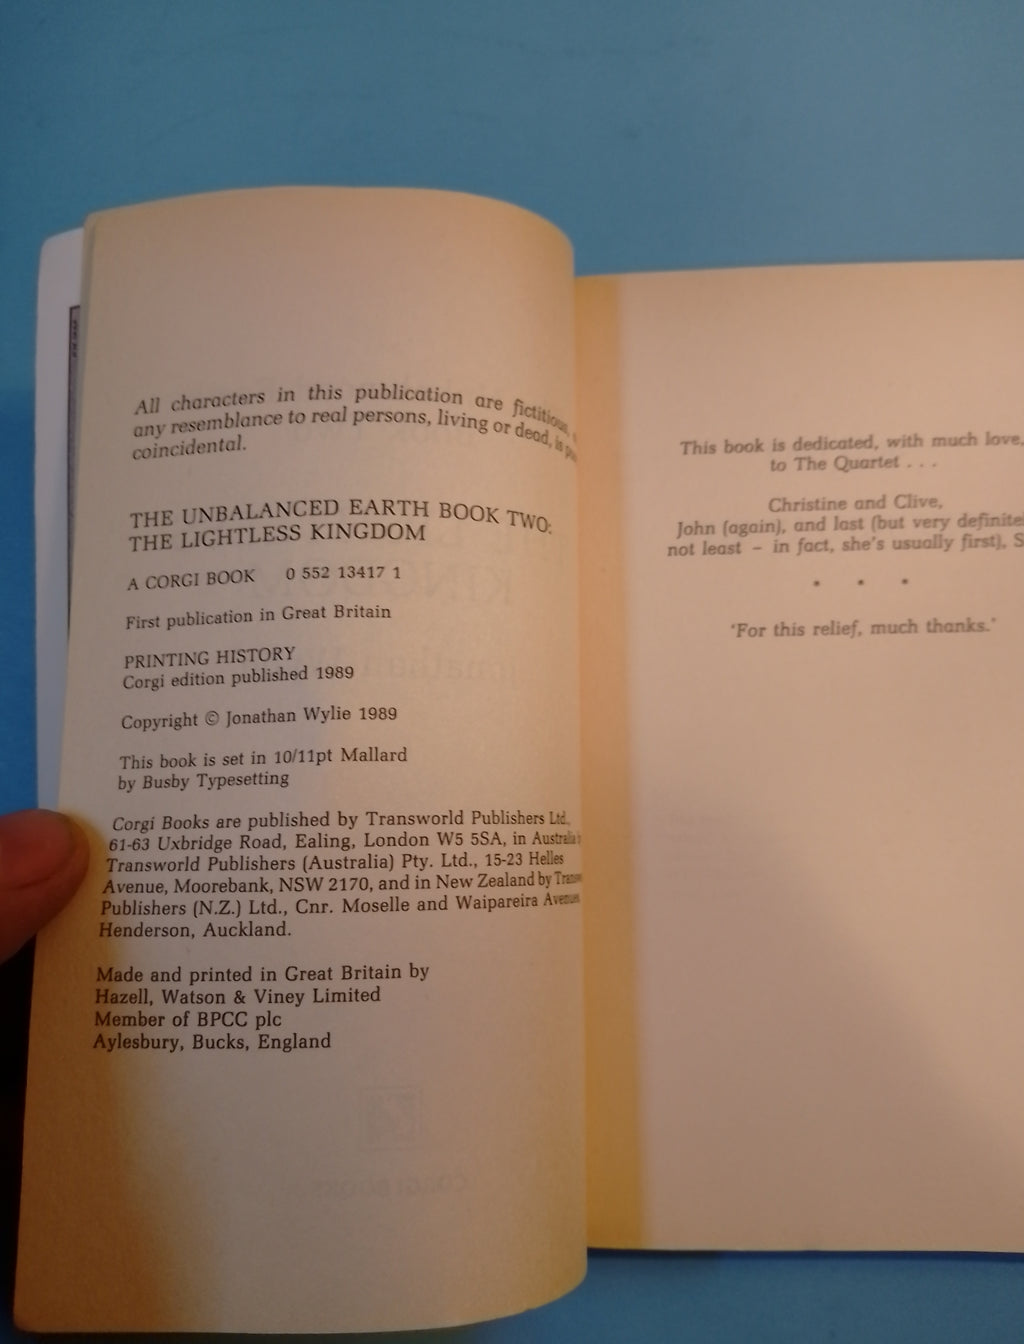 All characters in this publication are fictitious,
any resemblance to real persons, living or dead, is
coincidental.
THE UNBALANCED EARTH BOOK TWO:
THE LIGHTLESS KINGDOM
A CORGI BOOK 0 552 13417 1
First publication in Great Britain
PRINTING HISTORY
Corgi edition published 1989
Copyright © Jonathan Wylie 1989
This book is set in 10/11pt Mallard
by Busby Typesetting
Corgi Books are published by Transworld Publishers Ltd.,
61-63 Uxbridge Road, Ealing, London W5 5SA, in Australia
Transworld Publishers (Australia) Pty. Ltd., 15-23 Helles
Avenue, Moorebank, NSW 2170, and in New Zealand by
Publishers (N.Z.) Ltd., Cnr. Moselle and Waipareira Avenues
Henderson, Auckland.
Made and printed in Great Britain by
Hazell, Watson & Viney Limited
Member of BPCC plc
Aylesbury, Bucks, England
This book is dedicated, with much love,
to The Quartet . . .
Christine and Clive,
John (again), and last (but very
not least – in fact, she's usually first),
• • •
'For this relief, much thanks.'